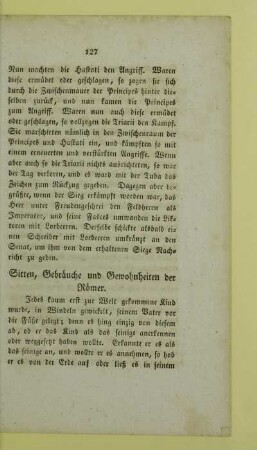 127
Nun machten die Hastati den Angriff. Waren
diese ermüdet oder geschlagen, so zogen sie sich
durch die Zwischenmauer der Principes hinter die-
selben zurück, und nun kamen die Principes
zum Angriff. Waren nun auch diese ermüdet
oder geschlagen, so vollzogen die Triarii den Kampf.
Sie marschirten nämlich in den Zwischenraum der
Principes und Hastati ein, und kämpften so mit
einem erneuerten und verstärkten Angriffe. Wenn
aber auch so die Triarii nichts ausrichteten, so war
der Tag verloren, und es ward mit der Tuba das
Zeichen zum Rückzug gegeben. Dagegen aber be-
grüßte, wenn der Sieg erkämpft worden war, das
Heer unter Freudengeschrei den Feldherrn als
Imperator, und seine Fasces umwanden die Lik-
toren mit Lorbeeren. Derselbe schikte alsbald ei-
nen Schreiber mit Lorbeeren umkränzt an den
Senat, um ihm von dem erhaltenen Siege Nach-
richt zu geben.
Sitten, Gebräuche und Gewohnheiten der
Römer.
Jedes kaum erst zur Welt gekommene Kind
wurde, in Windeln gewickelt, seinem Vater vor
die Füße gelegt; denn es hing einzig von diesem
ab, ob er das Kind als das seinige anerkennen
oder weggesetzt haben wollte. Erkannte er es als
das seinige an, und wollte er es annehmen, so hob
er es von der Erde auf oder ließ es in seinem